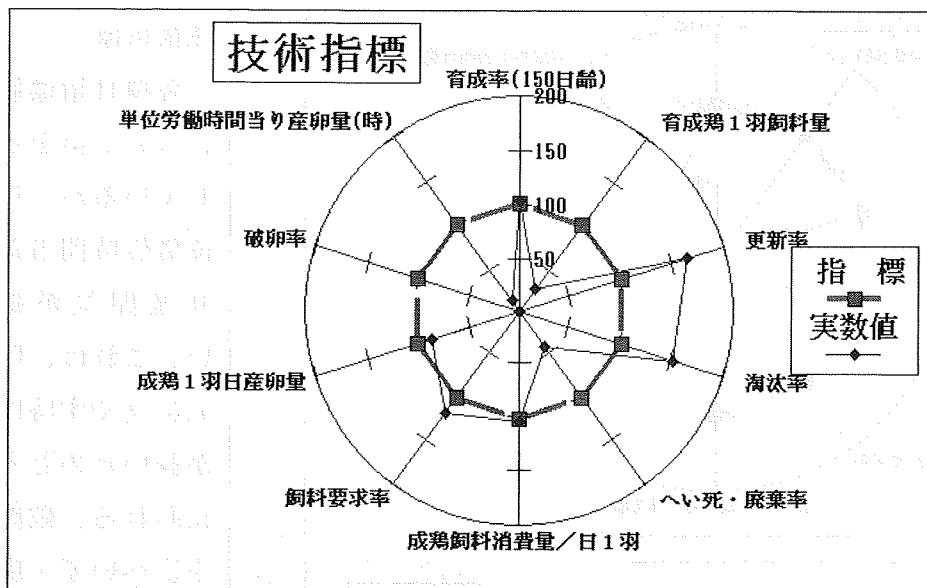 技術指標
育成率(150日齢)
200
単位労働時間当り産卵量(時)
育成鶏1羽飼料量
150
100
破卵率
更新率
50
指 標
実数値
成鶏1羽日産卵量
淘汰率
飼料要求率
へい死・廃棄率
成鶏飼料消費量/日1羽